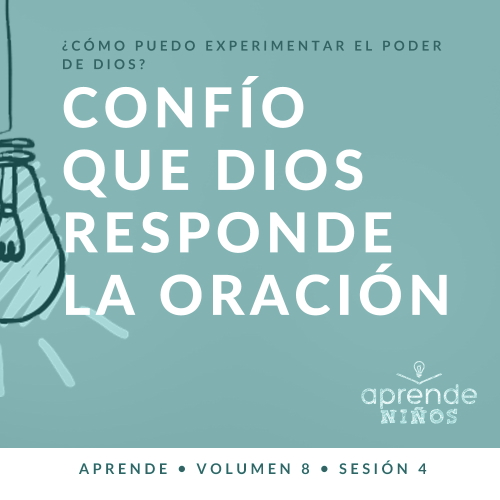 ¿CÓMO PUEDO EXPERIMENTAR EL PODER
DE DIOS?
CONFÍO
QUE DIOS
RESPONDE
LA ORACIÓN
aprende
NIÑOS
APRENDE • VOLUMEN 8 • SESIÓN 4